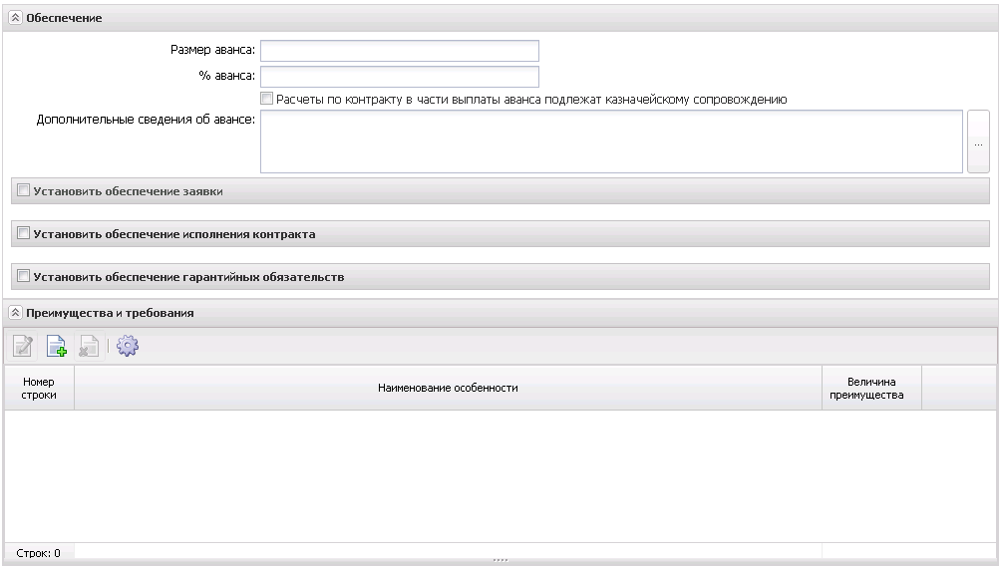 Обеспечение
Размер аванса:
% аванса:
Расчеты по контракту в части выплаты аванса подлежат казначейскому сопровождению
Дополнительные сведения об авансе:
...
Установить обеспечение заявки
Установить обеспечение исполнения контракта
Установить обеспечение гарантийных обязательств
Преимущества и требования
Номер строки
Наименование особенности
Величина преимущества
Строк: 0